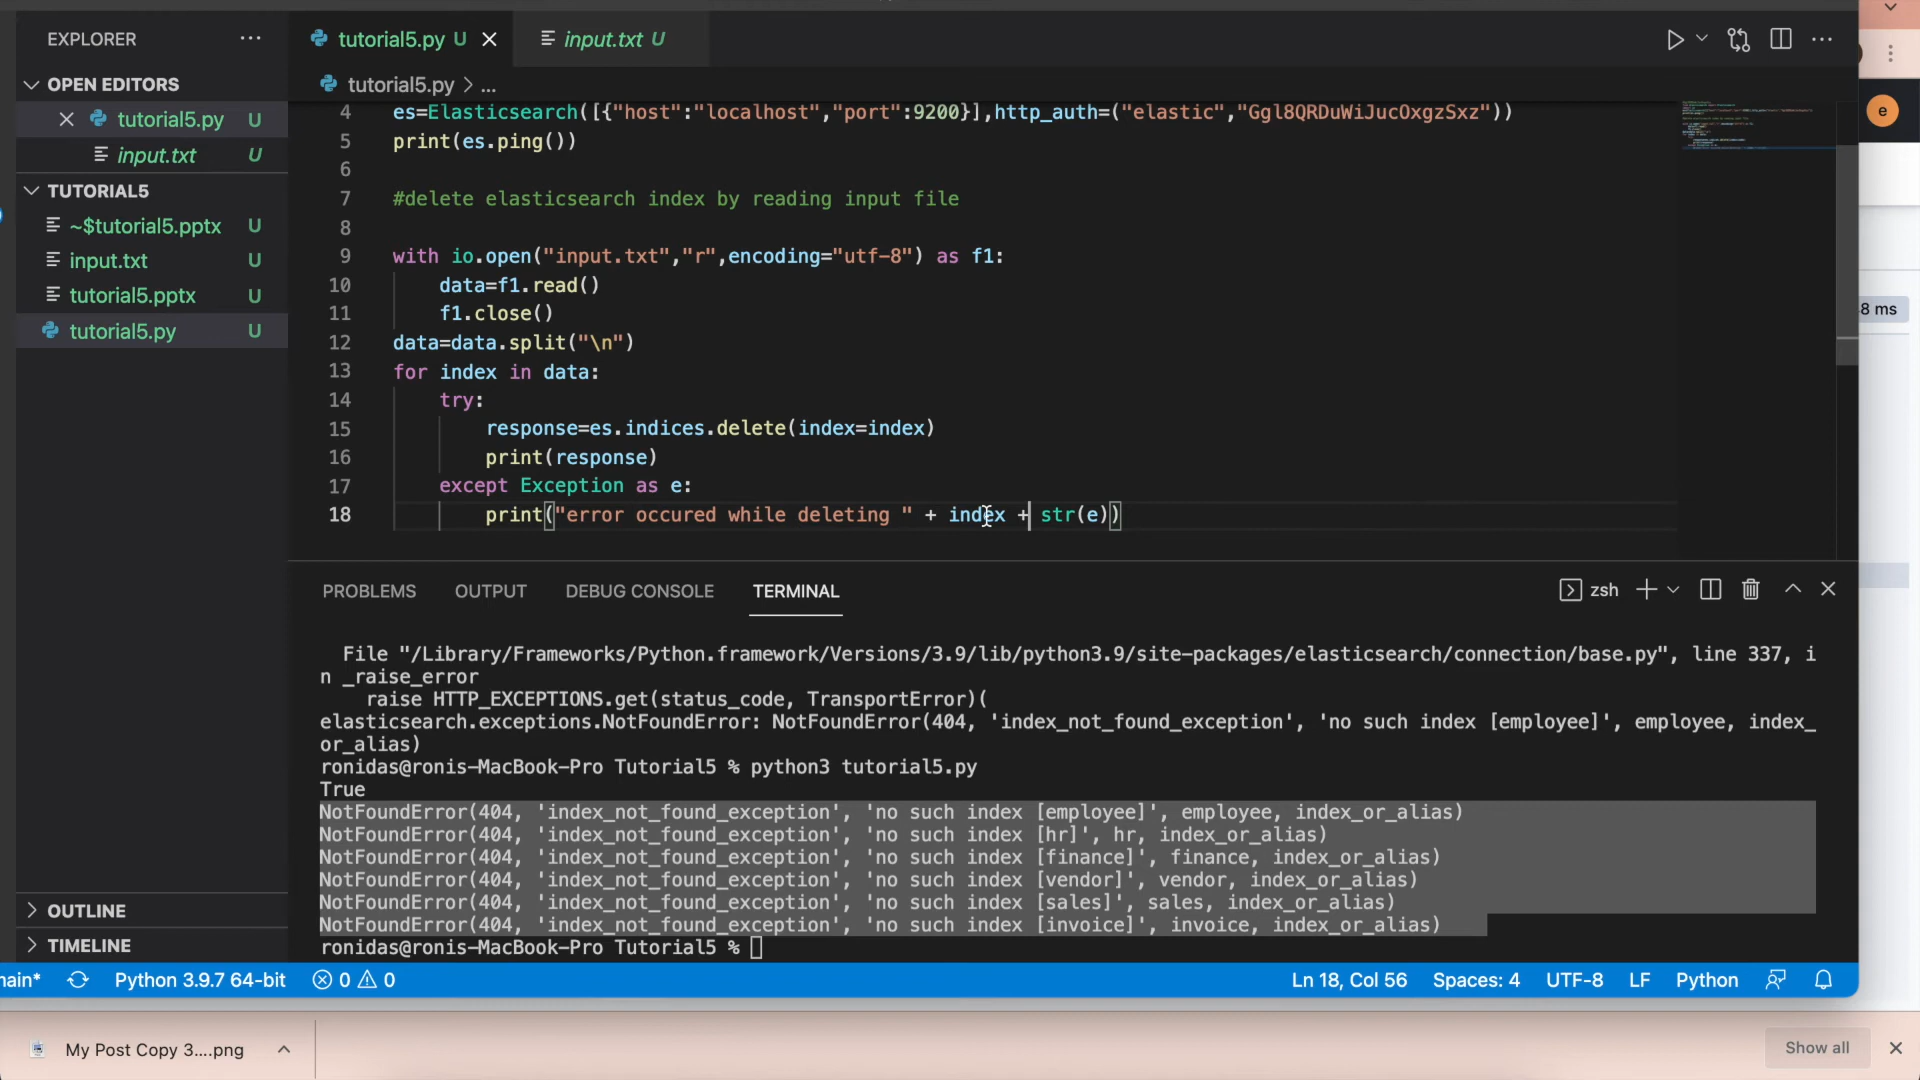 EXPLORER ...
OPEN EDITORS
tutorial5.py U
input.txt U
TUTORIAL5
~$tutorial5.pptx U
input.txt U
tutorial5.pptx U
tutorial5.py U
OUTLINE
TIMELINE
tutorial5.py U
input.txt U
tutorial5.py > ...
4 es=Elasticsearch([{"host":"localhost","port":9200}],http_auth=("elastic","Ggl8QRDuWiJucOxgzSxz"))
5 print(es.ping())
6
7 #delete elasticsearch index by reading input file
8
9 with io.open("input.txt","r",encoding="utf-8") as f1:
10 data=f1.read()
11 f1.close()
12 data=data.split("\n")
13 for index in data:
14 try:
15 response=es.indices.delete(index=index)
16 print(response)
17 except Exception as e:
18 print("error occured while deleting " + index + str(e))
PROBLEMS OUTPUT DEBUG CONSOLE TERMINAL
zsh
File "/Library/Frameworks/Python.framework/Versions/3.9/lib/python3.9/site-packages/elasticsearch/connection/base.py", line 337, i
n _raise_error
raise HTTP_EXCEPTIONS.get(status_code, TransportError)(
elasticsearch.exceptions.NotFoundError: NotFoundError(404, 'index_not_found_exception', 'no such index [employee]', employee, index_
or_alias)
ronidas@ronis-MacBook-Pro Tutorial5 % python3 tutorial5.py
True
NotFoundError(404, 'index_not_found_exception', 'no such index [employee]', employee, index_or_alias)
NotFoundError(404, 'index_not_found_exception', 'no such index [hr]', hr, index_or_alias)
NotFoundError(404, 'index_not_found_exception', 'no such index [finance]', finance, index_or_alias)
NotFoundError(404, 'index_not_found_exception', 'no such index [vendor]', vendor, index_or_alias)
NotFoundError(404, 'index_not_found_exception', 'no such index [sales]', sales, index_or_alias)
NotFoundError(404, 'index_not_found_exception', 'no such index [invoice]', invoice, index_or_alias)
ronidas@ronis-MacBook-Pro Tutorial5 %
e
8 ms
Python 3.9.7 64-bit 0 0 Ln 18, Col 56 Spaces: 4 UTF-8 LF Python
My Post Copy 3....png
Show all